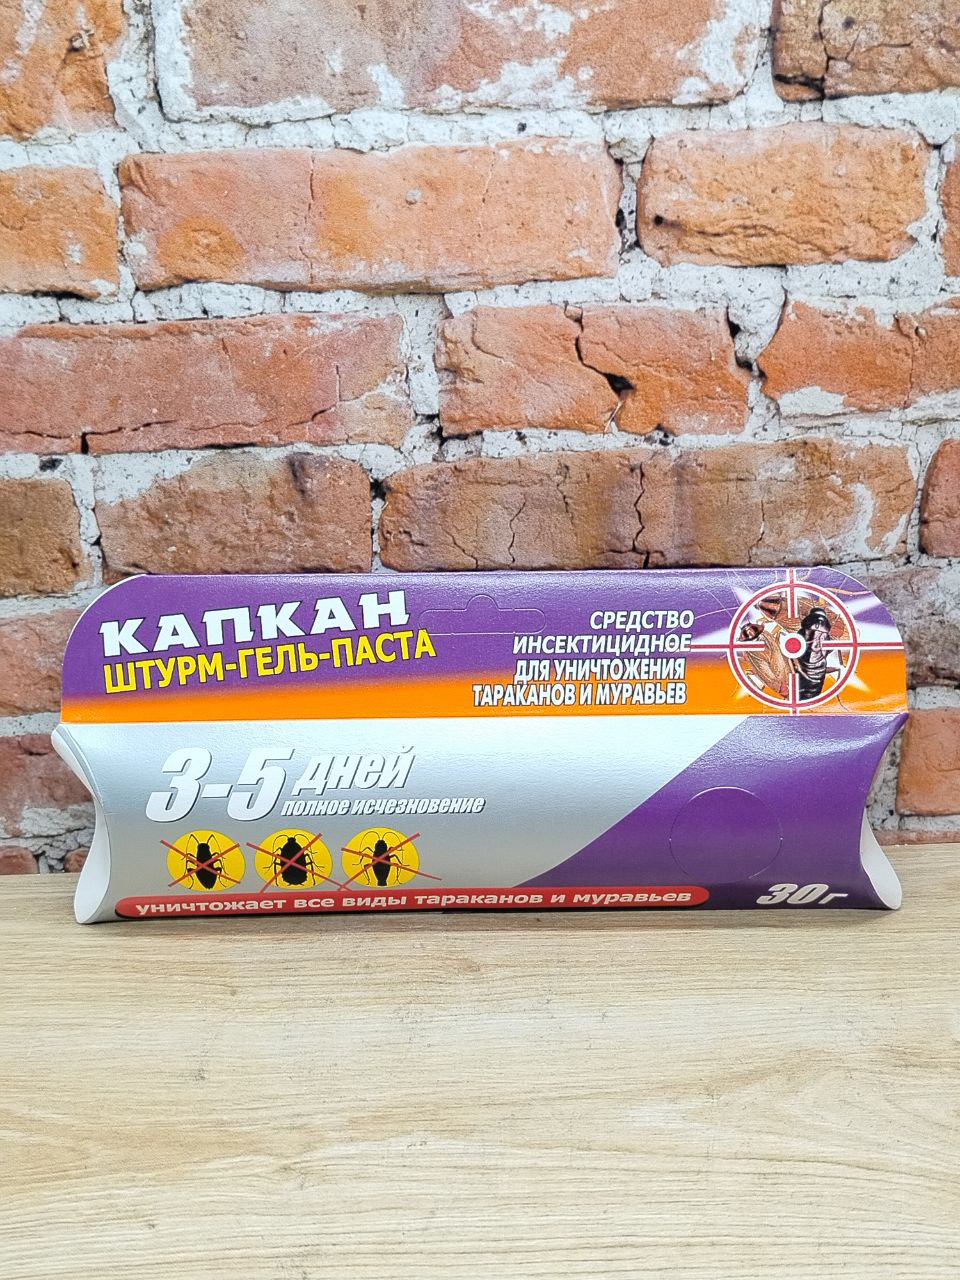 КАПКАН
ШТУРМ-ГЕЛЬ-ПАСТА
СРЕДСТВО
ИНСЕКТИЦИДНОЕ
ДЛЯ УНИЧТОЖЕНИЯ
ТАРАКАНОВ И МУРАВЬЕВ
3-5 дней
полное исчезновение
уничтожает все виды тараканов и муравьев
30 г